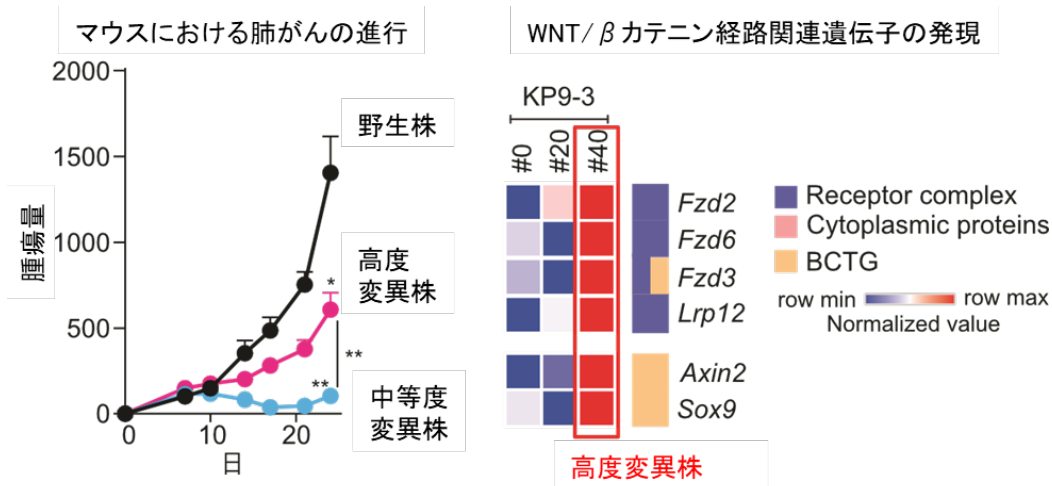 マウスにおける肺がんの進行
2000
1500
1000
500
0
腫瘍量
0
10
20
日
野生株
高度
変異株
*
**
**
中等度
変異株
WNT/βカテニン経路関連遺伝子の発現
KP9-3
#0
#20
#40
Fzd2
Fzd6
Fzd3
Lrp12
Axin2
Sox9
高度変異株
Receptor complex
Cytoplasmic proteins
BCTG
row min
row max
Normalized value